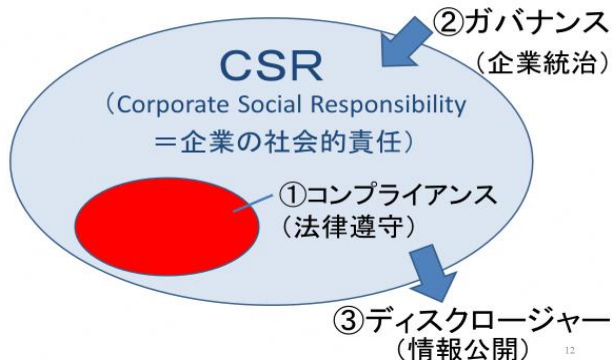 ②ガバナンス
（企業統治）
CSR
（Corporate Social Responsibility
＝企業の社会的責任）
①コンプライアンス
（法律遵守）
③ディスクロージャー
（情報公開）
12